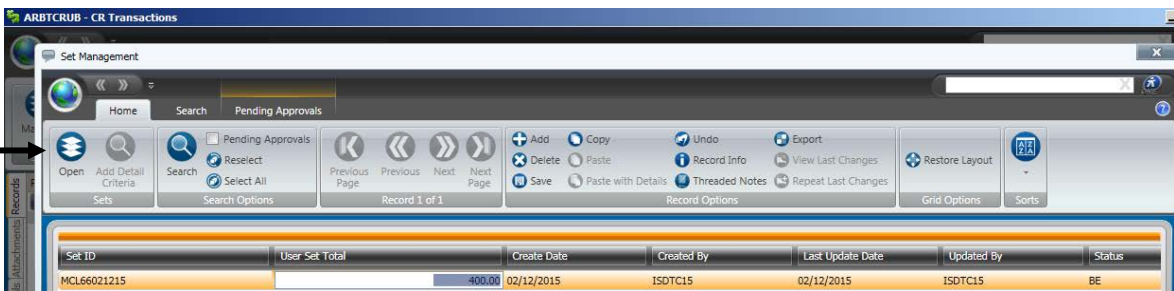 ARBTCRUB - CR Transactions
Set Management
Home Search Pending Approvals
Open
Add Detail Criteria
Sets
Search
Pending Approvals
Reselect
Select All
Search Options
Previous Page
Previous
Next
Next Page
Record 1 of 1
Add Copy Undo Export
Delete Paste Record Info View Last Changes
Save Paste with Details Threaded Notes Repeat Last Changes
Record Options
Restore Layout
Grid Options
Sorts
Records
Attachments
Set ID User Set Total Create Date Created By Last Update Date Updated By Status
MCL66021215 400.00 02/12/2015 ISDTC15 02/12/2015 ISDTC15 BE